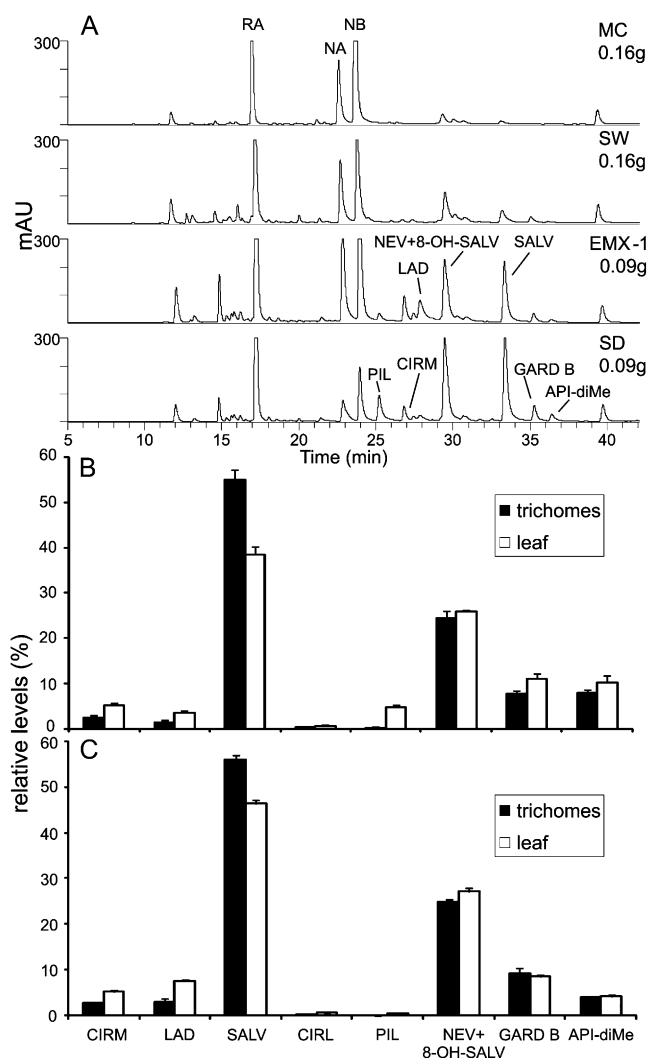 A
RA
NA
NB
MC
0.16g
300
SW
0.16g
300
mAU
EMX-1
0.09g
300
NEV+8-OH-SALV
SALV
LAD
SD
0.09g
300
PIL
CIRM
GARD B
API-diMe
5 10 15 20 25 30 35 40
Time (min)
B
60
50
40
30
20
10
0
trichomes
leaf
relative levels (%)
C
60
50
40
30
20
10
0
trichomes
leaf
CIRM LAD SALV CIRL PIL NEV+ GARD B API-diMe
8-OH-SALV